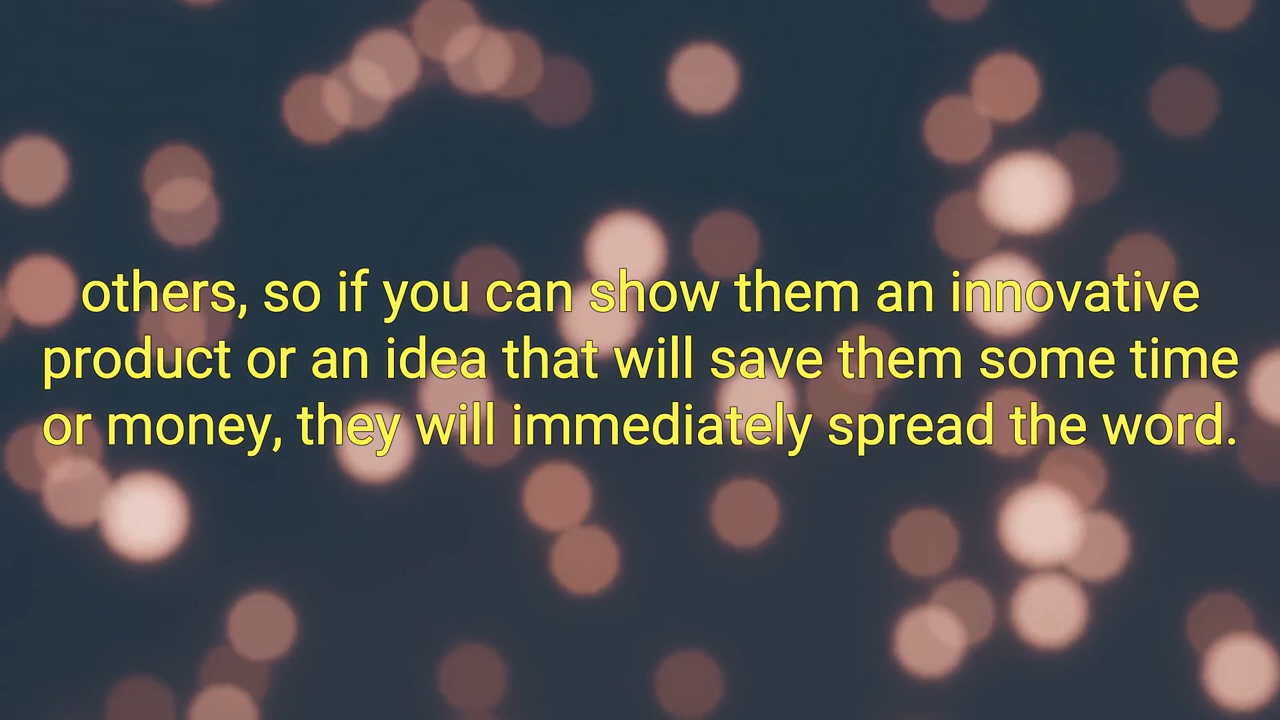 others, so if you can show them an innovative
product or an idea that will save them some time
or money, they will immediately spread the word.